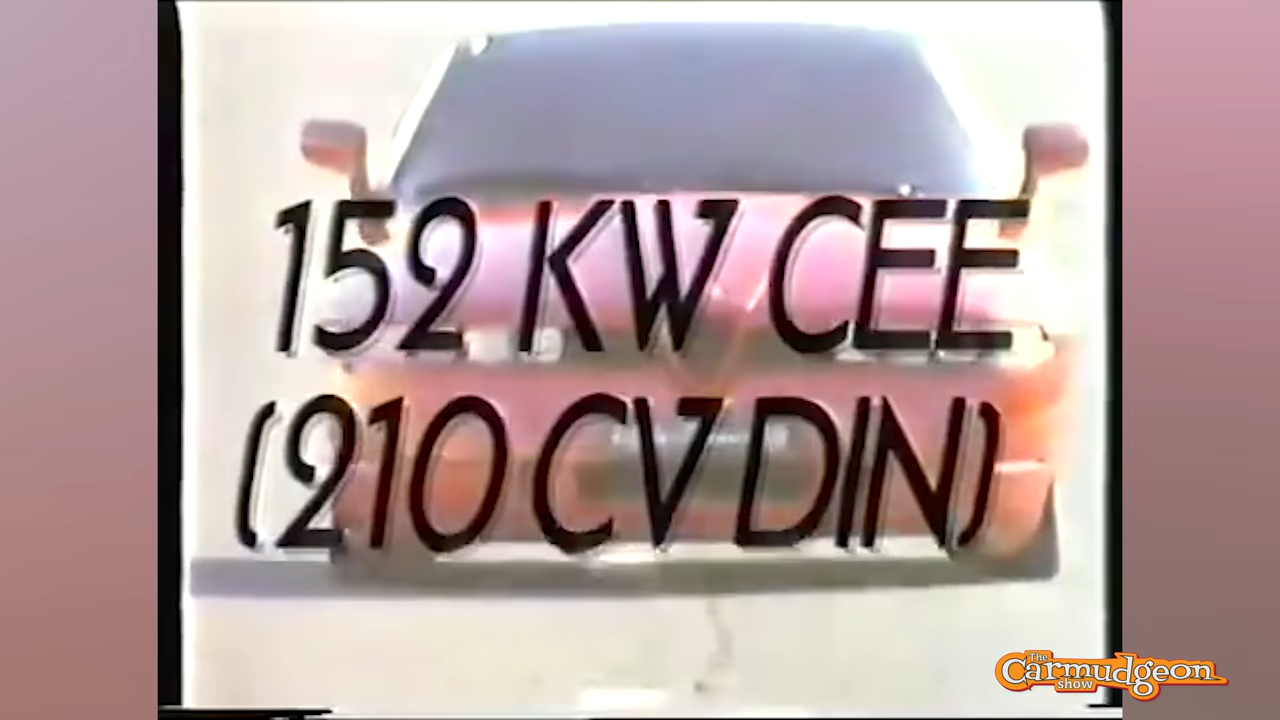 152 KW CEE
(210 CV DIN)
The
Carmudgeon
show